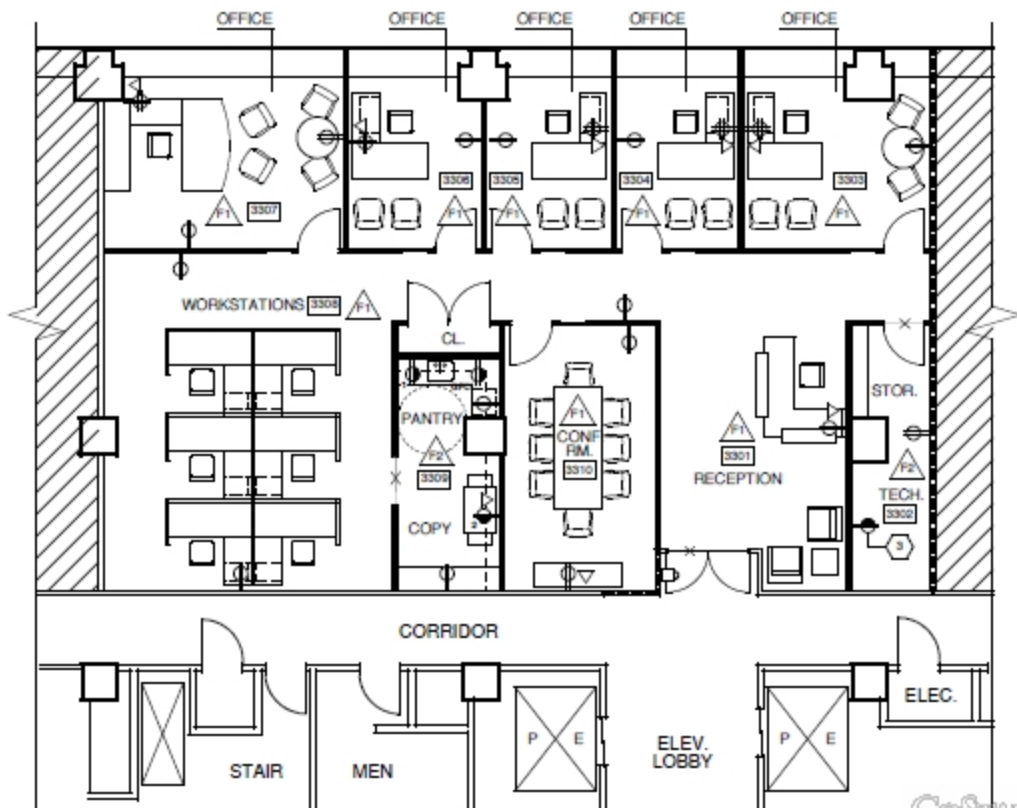 OFFICE OFFICE OFFICE OFFICE OFFICE
3306 3305 3304 3303
F1 3307 F1 F1 F1 F1
WORKSTATIONS 3308 F1
CL.
STOR.
PANTRY
F1
CONF
RM.
3310
F1
3301
RECEPTION
F2
3309
F2
TECH.
3302
COPY
2
3
CORRIDOR
ELEC.
P E
P E
ELEV.
LOBBY
STAIR
MEN